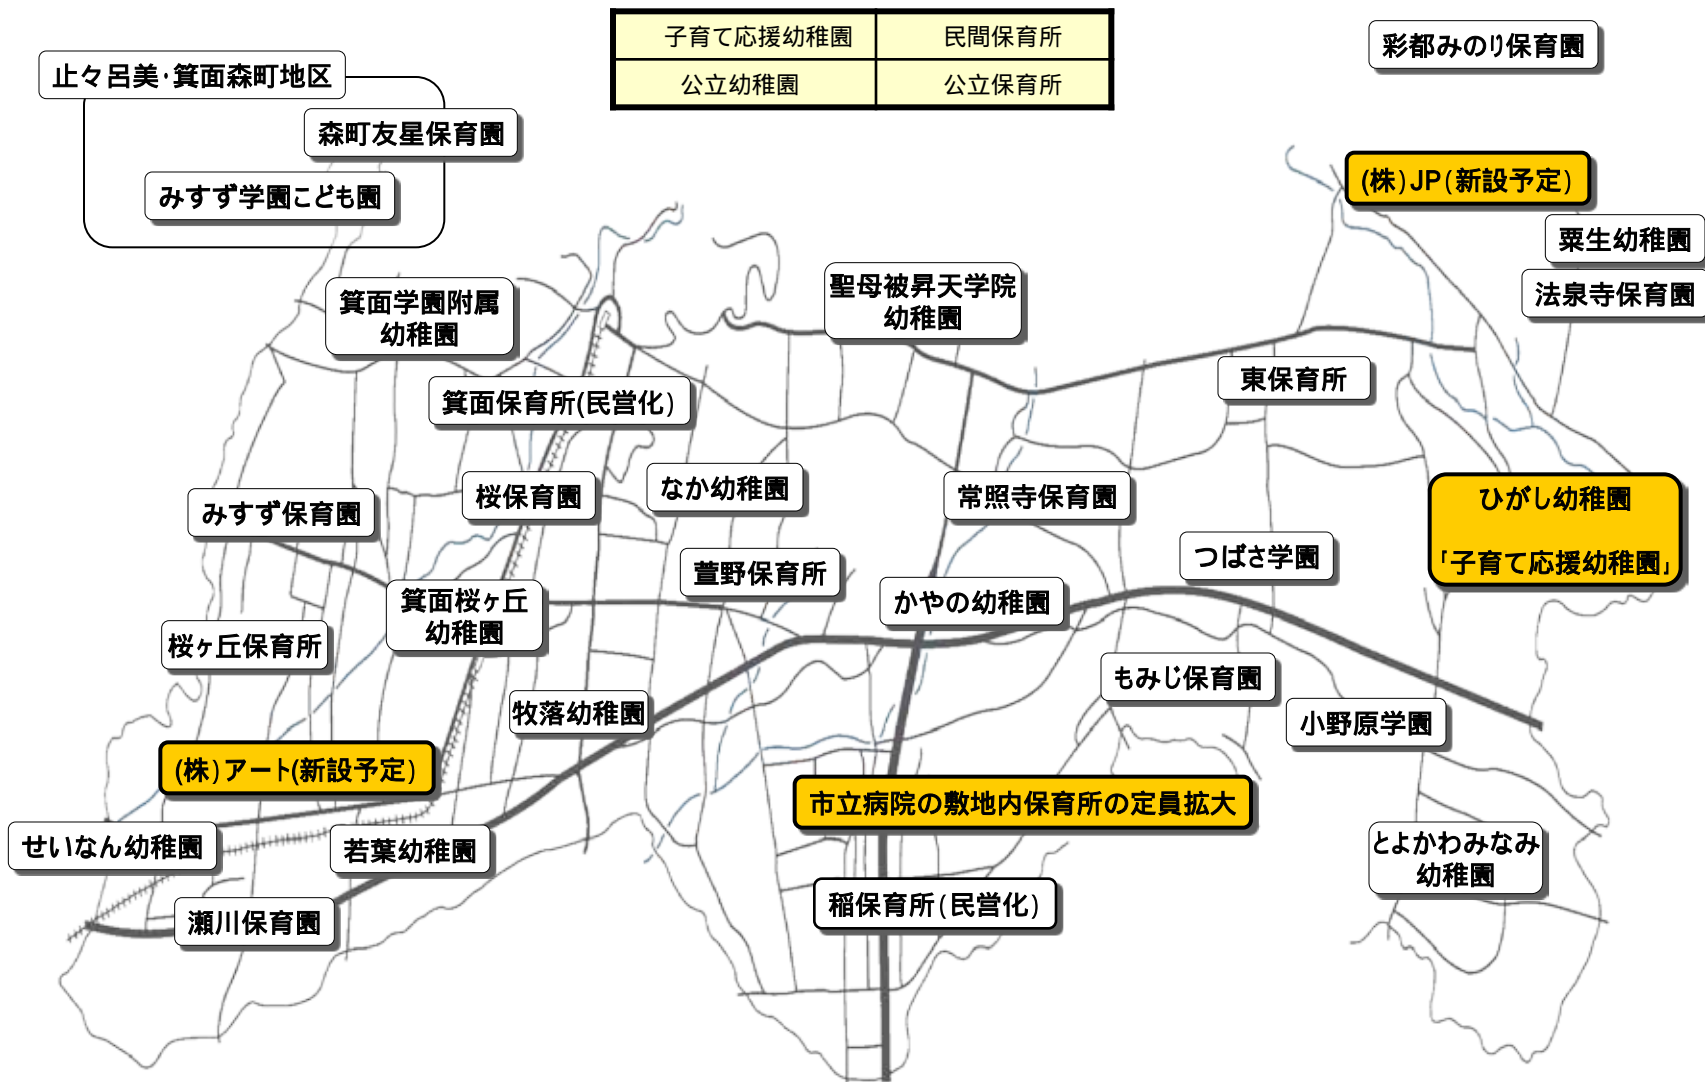 子育て応援幼稚園 民間保育所
公立幼稚園 公立保育所
彩都みのり保育園
止々呂美・箕面森町地区
森町友星保育園
みすず学園こども園
(株)JP(新設予定)
粟生幼稚園
法泉寺保育園
箕面学園附属
幼稚園
聖母被昇天学院
幼稚園
東保育所
箕面保育所(民営化)
みすず保育園
桜保育園
なか幼稚園
常照寺保育園
ひがし幼稚園
「子育て応援幼稚園」
つばさ学園
萱野保育所
かやの幼稚園
箕面桜ヶ丘
幼稚園
桜ヶ丘保育所
もみじ保育園
牧落幼稚園
小野原学園
(株)アート(新設予定)
市立病院の敷地内保育所の定員拡大
せいなん幼稚園
若葉幼稚園
とよかわみなみ
幼稚園
瀬川保育園
稲保育所(民営化)